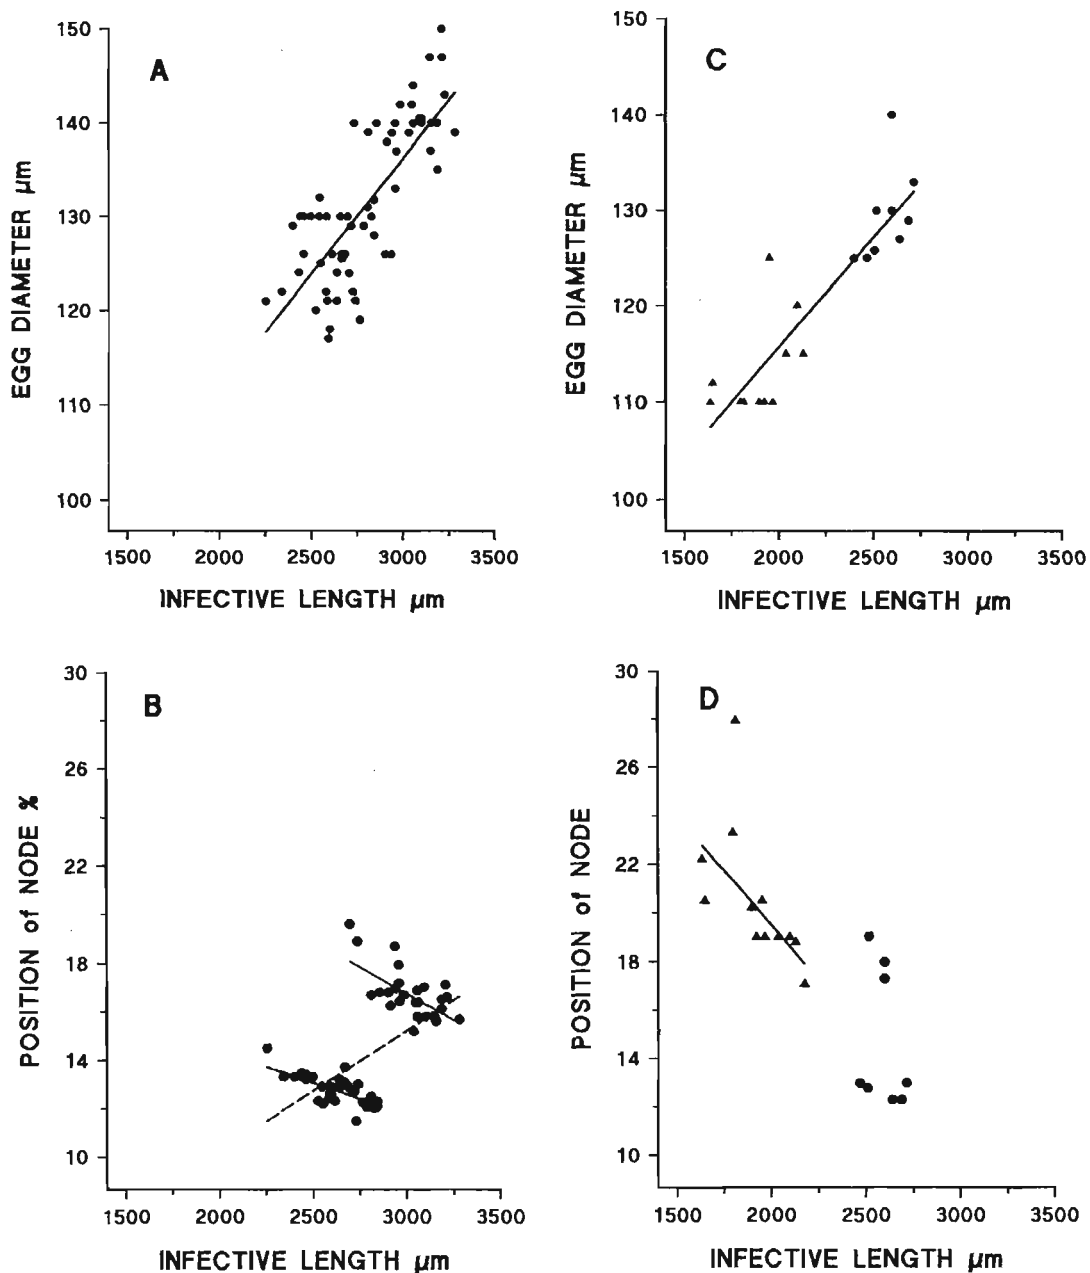 A
150
140
130
120
110
100
EGG DIAMETER µm
1500 2000 2500 3000 3500
INFECTIVE LENGTH µm
C
150
140
130
120
110
100
EGG DIAMETER µm
1500 2000 2500 3000 3500
INFECTIVE LENGTH µm
B
30
26
22
18
14
10
POSITION of NODE %
1500 2000 2500 3000 3500
INFECTIVE LENGTH µm
D
30
26
22
18
14
10
POSITION of NODE
1500 2000 2500 3000 3500
INFECTIVE LENGTH µm